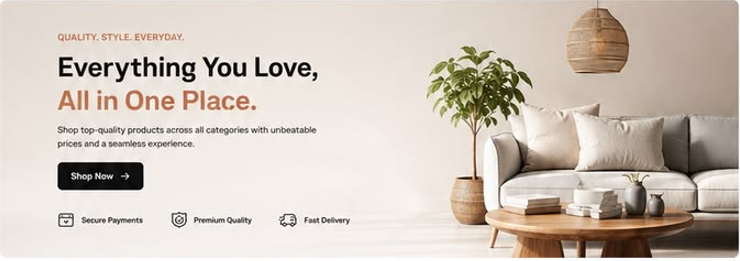 QUALITY. STYLE. EVERYDAY.
Everything You Love,
All in One Place.
Shop top-quality products across all categories with unbeatable
prices and a seamless experience.
Shop Now →
Secure Payments
Premium Quality
Fast Delivery